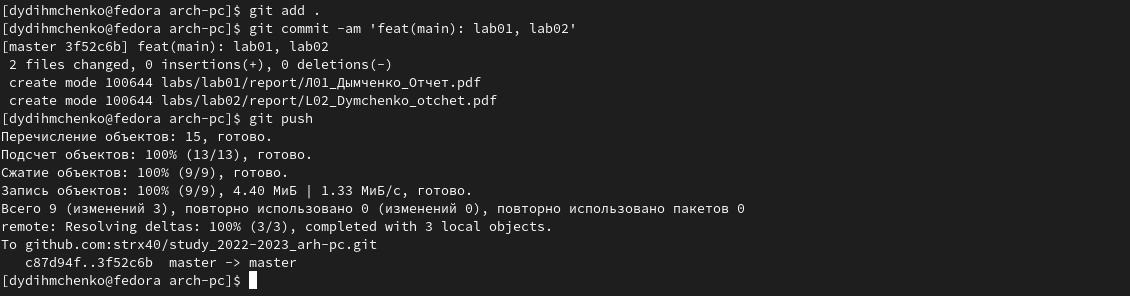 [dydihmchenko@fedora arch-pc]$ git add .
[dydihmchenko@fedora arch-pc]$ git commit -am 'feat(main): lab01, lab02'
[master 3f52c6b] feat(main): lab01, lab02
 2 files changed, 0 insertions(+), 0 deletions(-)
 create mode 100644 labs/lab01/report/Л01_Дымченко_Отчет.pdf
 create mode 100644 labs/lab02/report/L02_Dymchenko_otchet.pdf
[dydihmchenko@fedora arch-pc]$ git push
Перечисление объектов: 15, готово.
Подсчет объектов: 100% (13/13), готово.
Сжатие объектов: 100% (9/9), готово.
Запись объектов: 100% (9/9), 4.40 МиБ | 1.33 МиБ/с, готово.
Всего 9 (изменений 3), повторно использовано 0 (изменений 0), повторно использовано пакетов 0
remote: Resolving deltas: 100% (3/3), completed with 3 local objects.
To github.com:strx40/study_2022-2023_arh-pc.git
   c87d94f..3f52c6b  master -> master
[dydihmchenko@fedora arch-pc]$